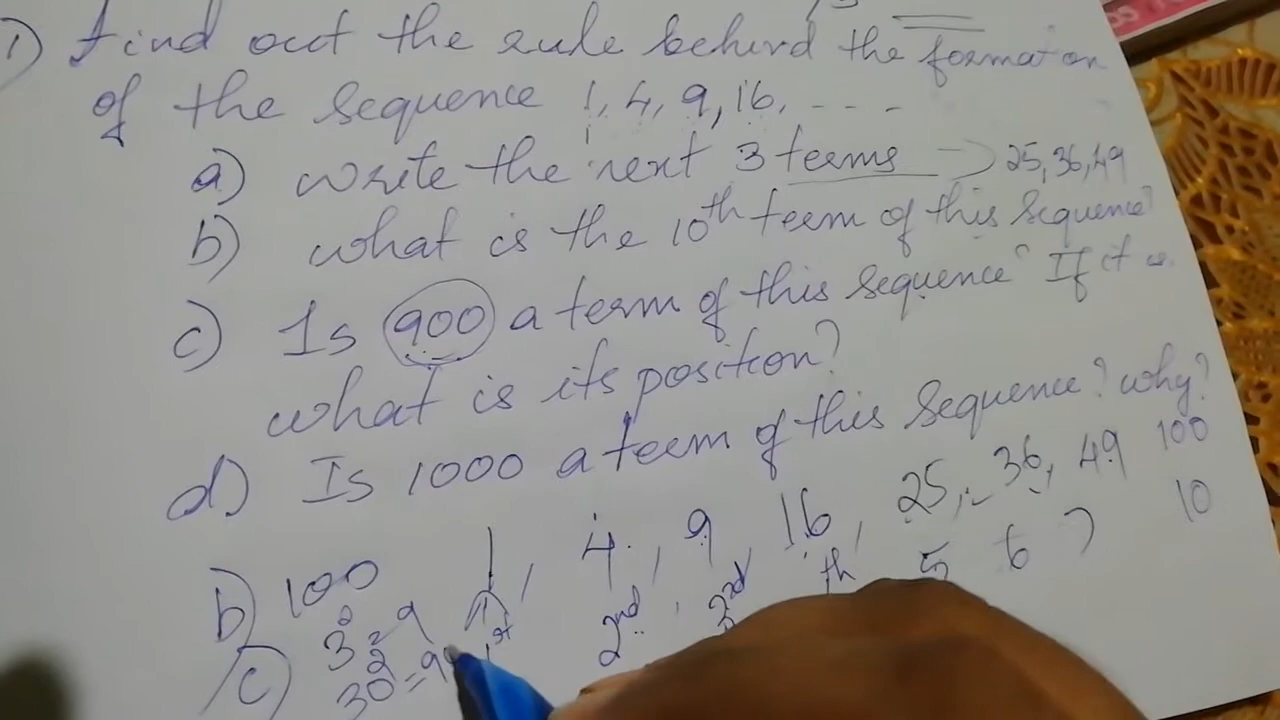 1) Find out the rule behind the formation
of the sequence 1, 4, 9, 16, - - -
a) write the next 3 terms → 25, 36, 49
b) what is the 10th term of this sequence?
c) Is 900 a term of this sequence? If it is
what is its position?
d) Is 1000 a term of this sequence? why?
1, 4, 9, 16, 25, 36, 49 100
1st 2nd, 3rd th 5 6 7 10
b) 100
c) 3² = 9
30² = 90